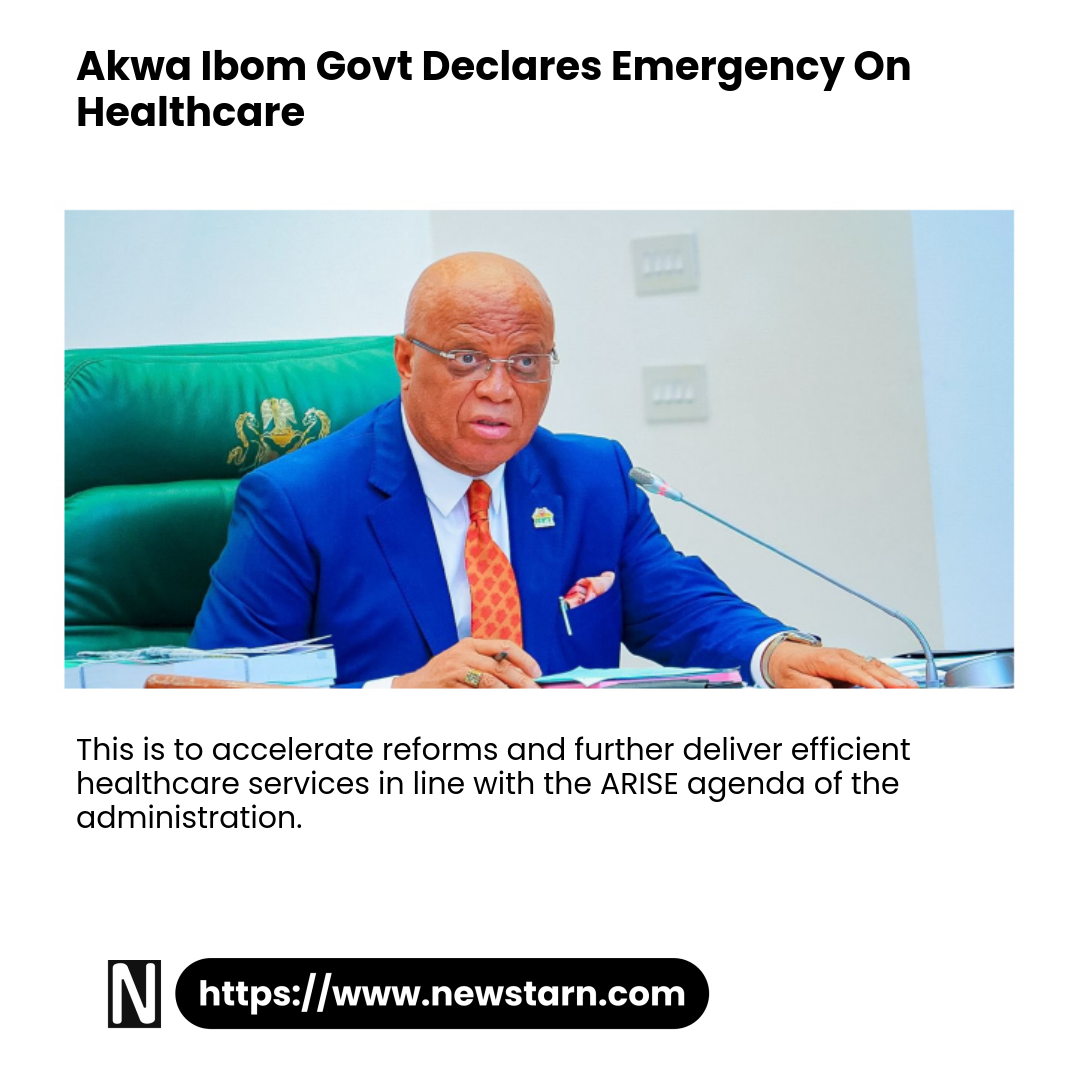 Akwa Ibom Govt Declares Emergency On
Healthcare
This is to accelerate reforms and further deliver efficient
healthcare services in line with the ARISE agenda of the
administration.
N
https://www.newstarn.com